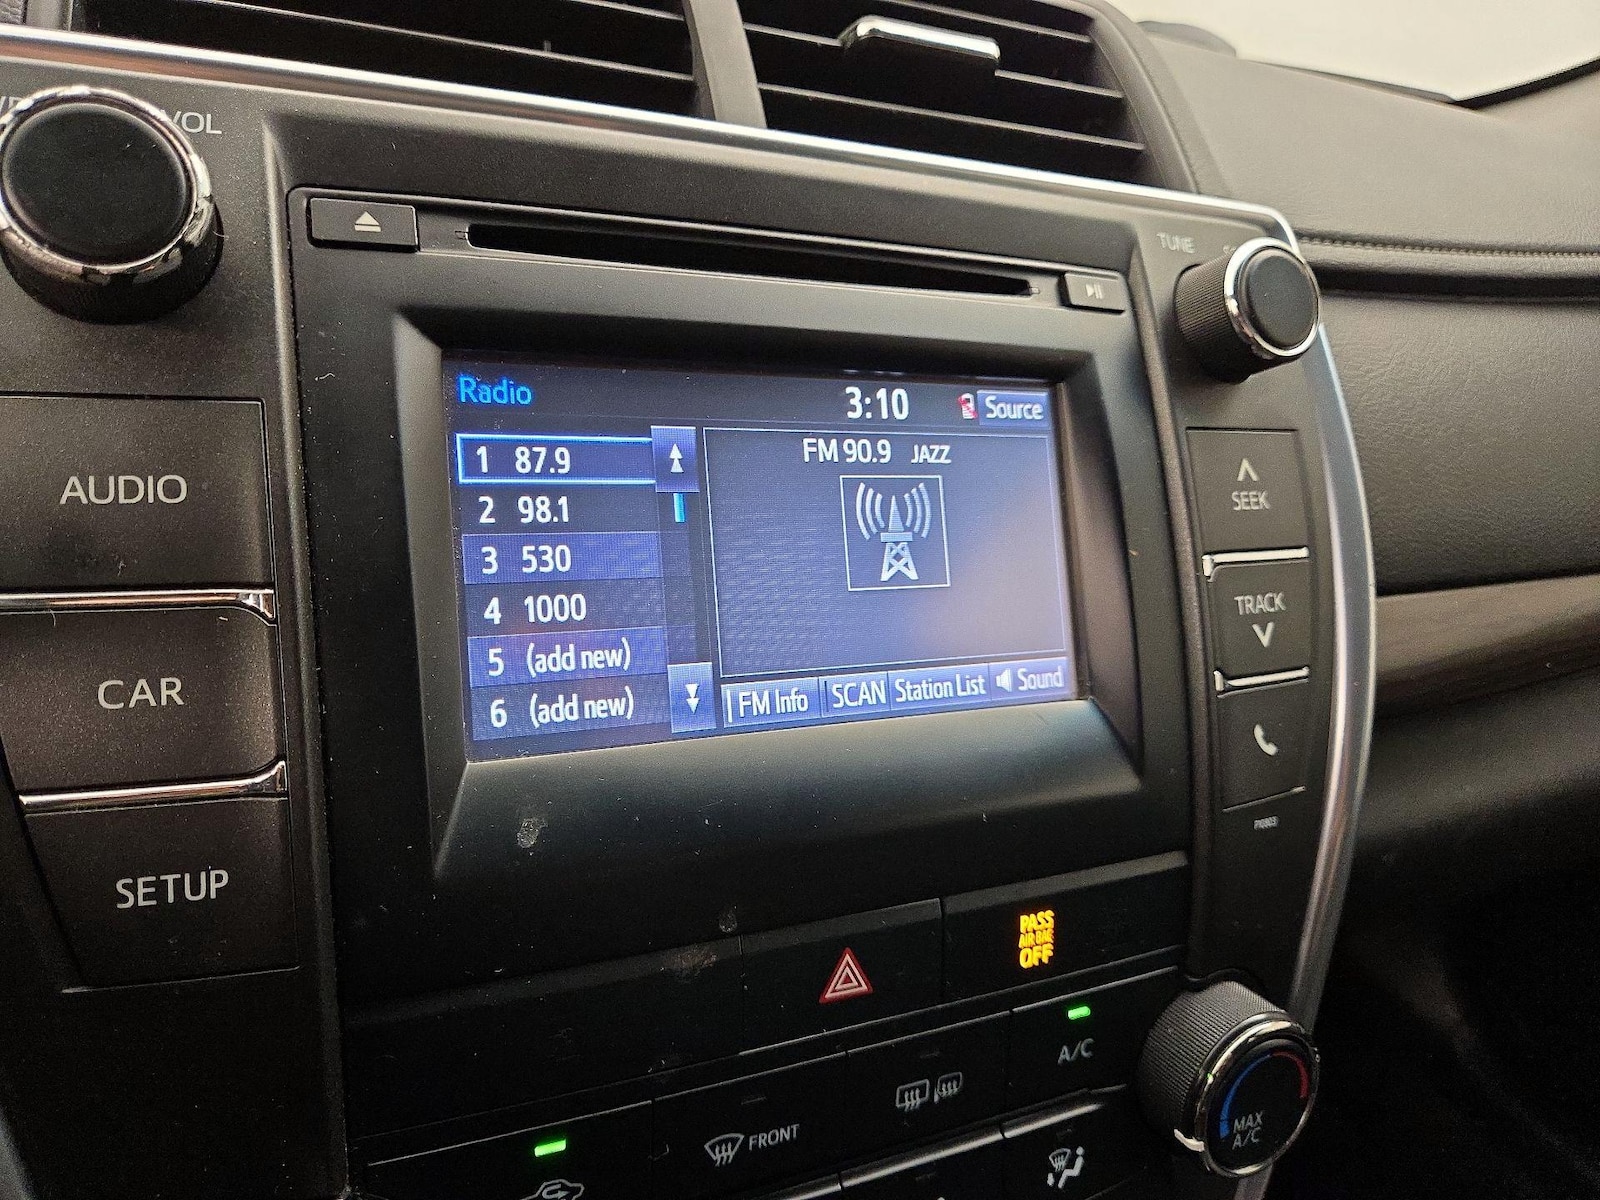 VOL
TUNE
Radio
3:10
Source
1 87.9
2 98.1
3 530
4 1000
5 (add new)
6 (add new)
FM 90.9 JAZZ
FM Info
SCAN
Station List
Sound
AUDIO
CAR
SETUP
SEEK
TRACK
PASS
AIR BAG
OFF
A/C
FRONT
MAX
A/C